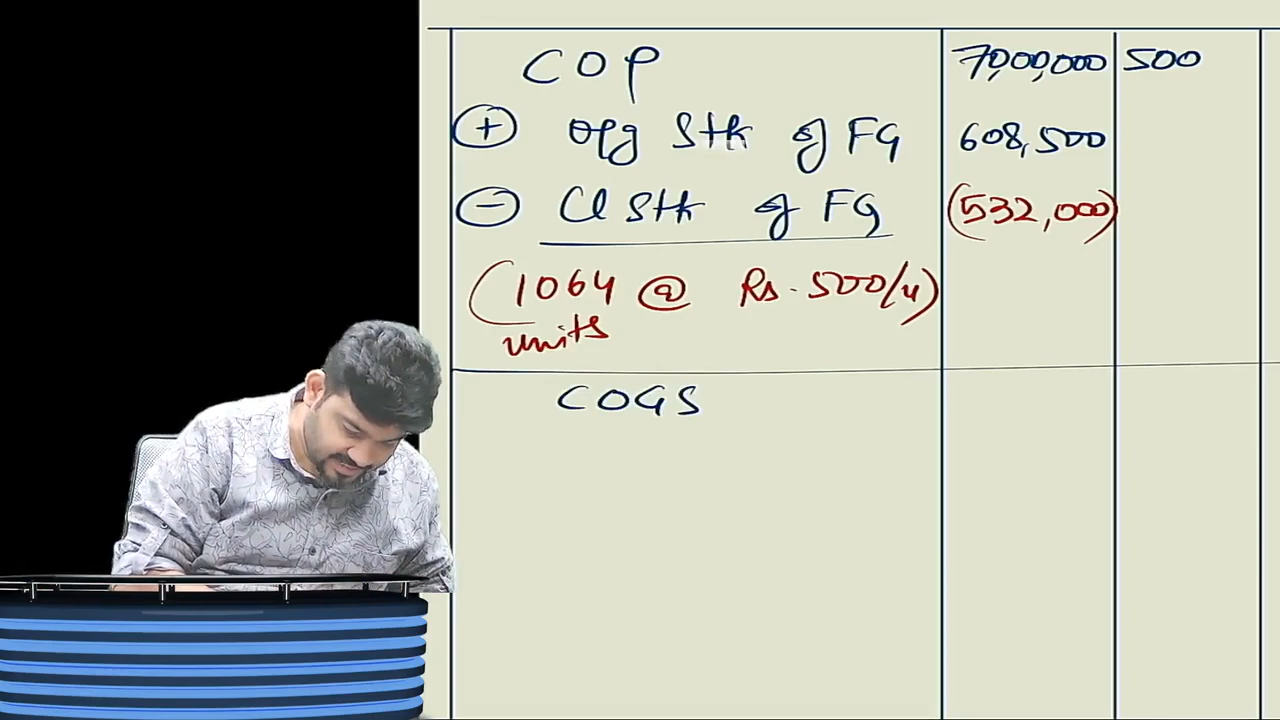 COP 7,000,000 500
(+) opg Stk of FG 608,500
(-) Cl Stk of FG (532,000)
(1064 @ Rs. 500/u)
units
COGS